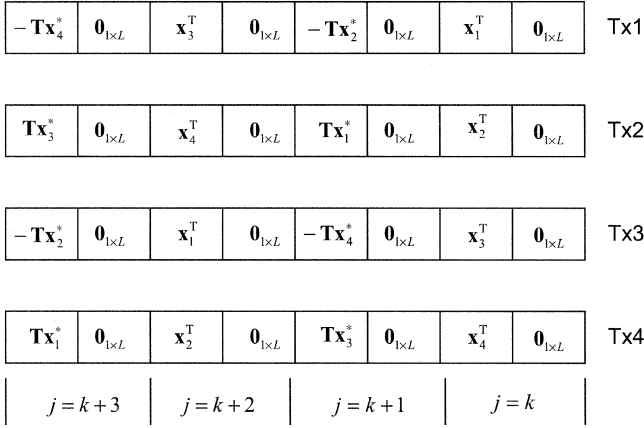 − Tx₄* 0₁ₓL x₃ᵀ 0₁ₓL − Tx₂* 0₁ₓL x₁ᵀ 0₁ₓL Tx1
Tx₃* 0₁ₓL x₄ᵀ 0₁ₓL Tx₁* 0₁ₓL x₂ᵀ 0₁ₓL Tx2
− Tx₂* 0₁ₓL x₁ᵀ 0₁ₓL − Tx₄* 0₁ₓL x₃ᵀ 0₁ₓL Tx3
Tx₁* 0₁ₓL x₂ᵀ 0₁ₓL Tx₃* 0₁ₓL x₄ᵀ 0₁ₓL Tx4
j = k + 3 j = k + 2 j = k + 1 j = k